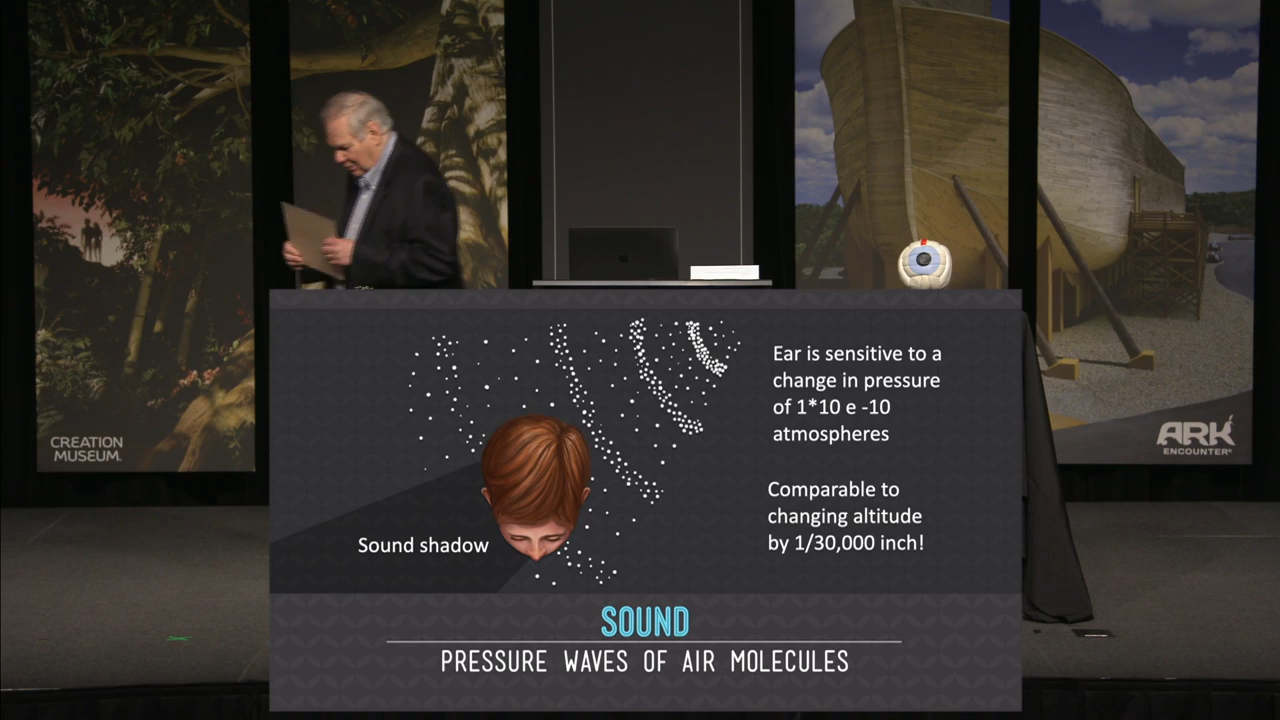 CREATION
MUSEUM
ARK
ENCOUNTER
Ear is sensitive to a
change in pressure
of 1*10 e -10
atmospheres
Comparable to
changing altitude
by 1/30,000 inch!
Sound shadow
SOUND
PRESSURE WAVES OF AIR MOLECULES